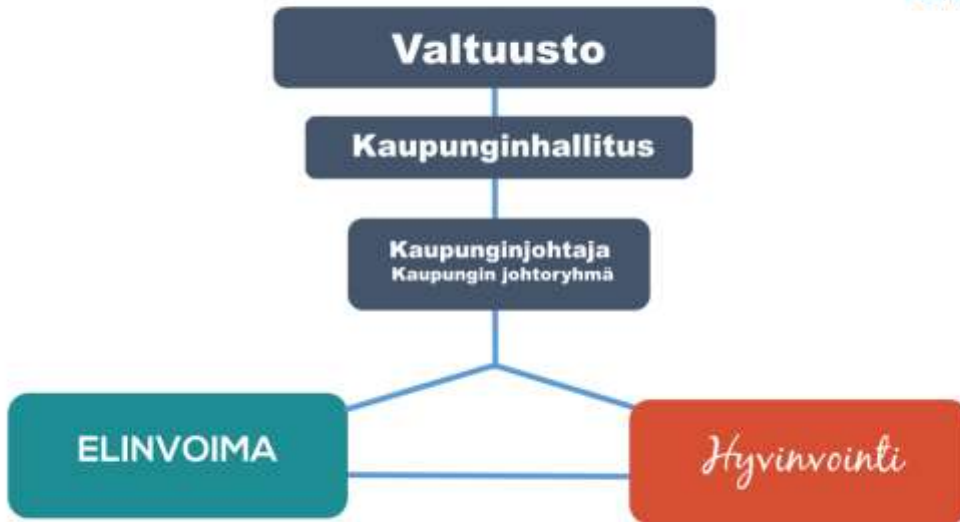 Valtuusto
Kaupunginhallitus
Kaupunginjohtaja
Kaupungin johtoryhmä
ELINVOIMA
Hyvinvointi